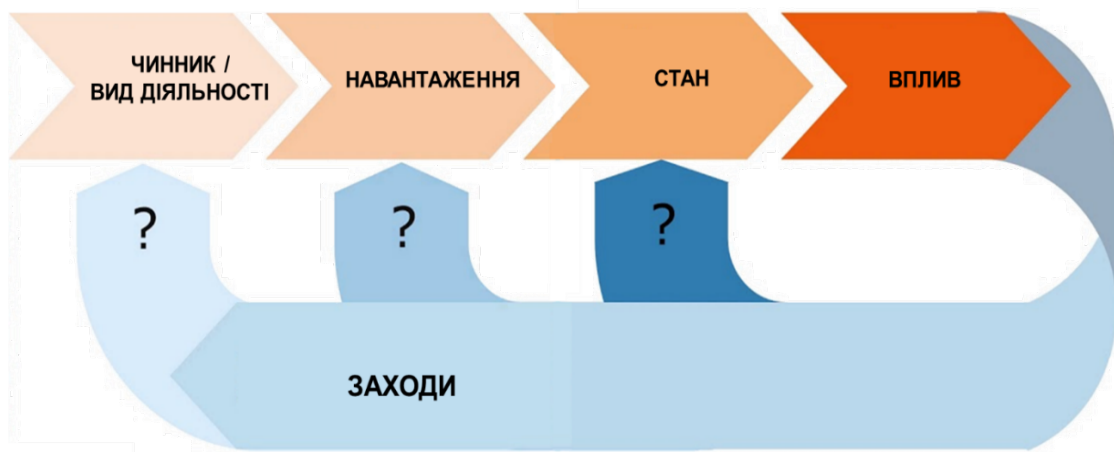 ЧИННИК /
ВИД ДІЯЛЬНОСТІ
НАВАНТАЖЕННЯ
СТАН
ВПЛИВ
?
?
?
ЗАХОДИ